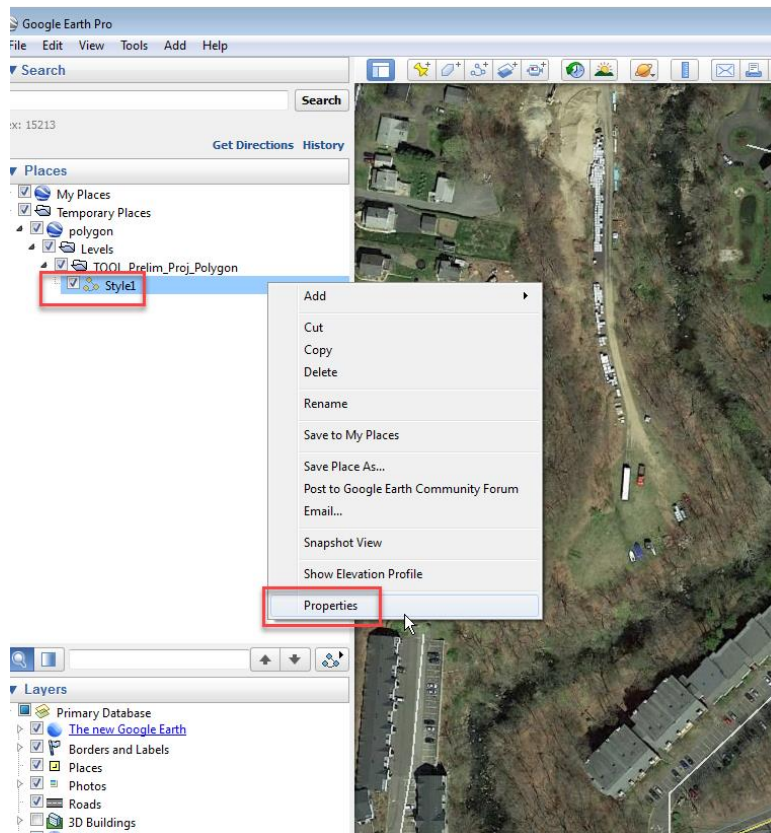 Google Earth Pro
File Edit View Tools Add Help
Search
Search
ex: 15213
Get Directions History
Places
My Places
Temporary Places
polygon
Levels
TOOL_Prelim_Proj_Polygon
Style1
Add
Cut
Copy
Delete
Rename
Save to My Places
Save Place As...
Post to Google Earth Community Forum
Email...
Snapshot View
Show Elevation Profile
Properties
Layers
Primary Database
The new Google Earth
Borders and Labels
Places
Photos
Roads
3D Buildings